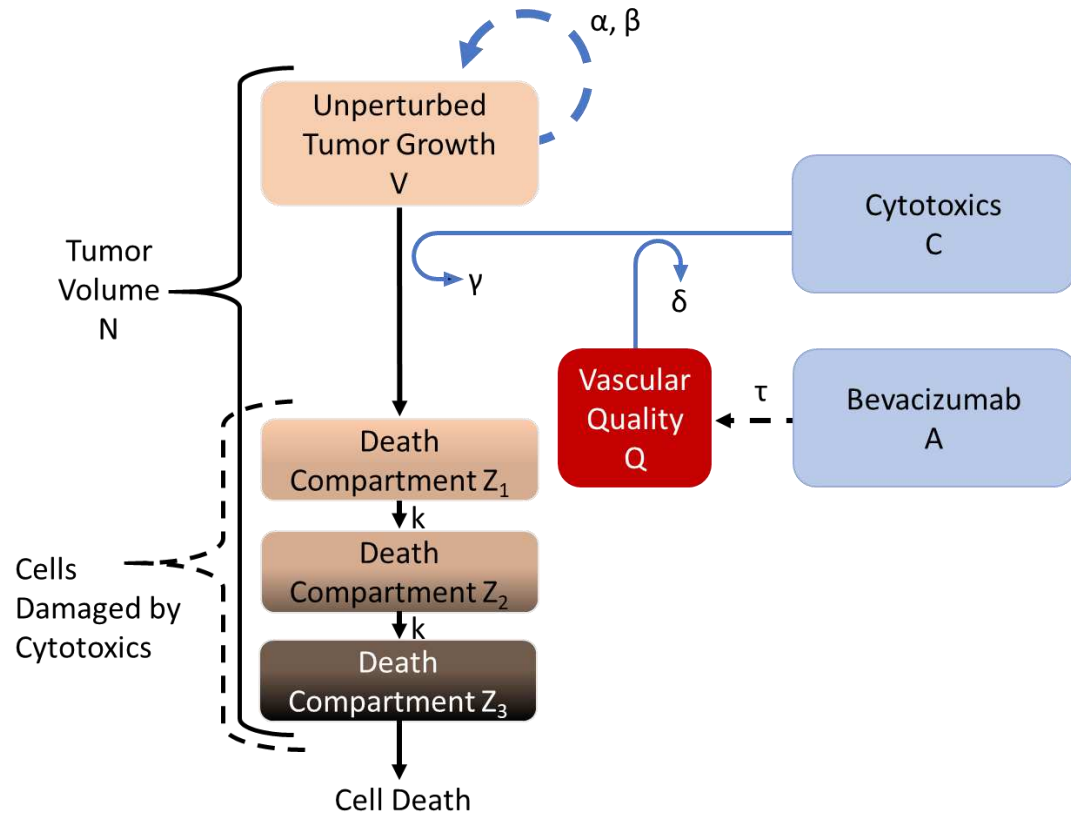 α, β
Unperturbed
Tumor Growth
V
Cytotoxics
C
Tumor
Volume
N
γ
δ
Vascular
Quality
Q
τ
Bevacizumab
A
Death
Compartment Z₁
k
Death
Compartment Z₂
k
Death
Compartment Z₃
Cells
Damaged by
Cytotoxics
Cell Death